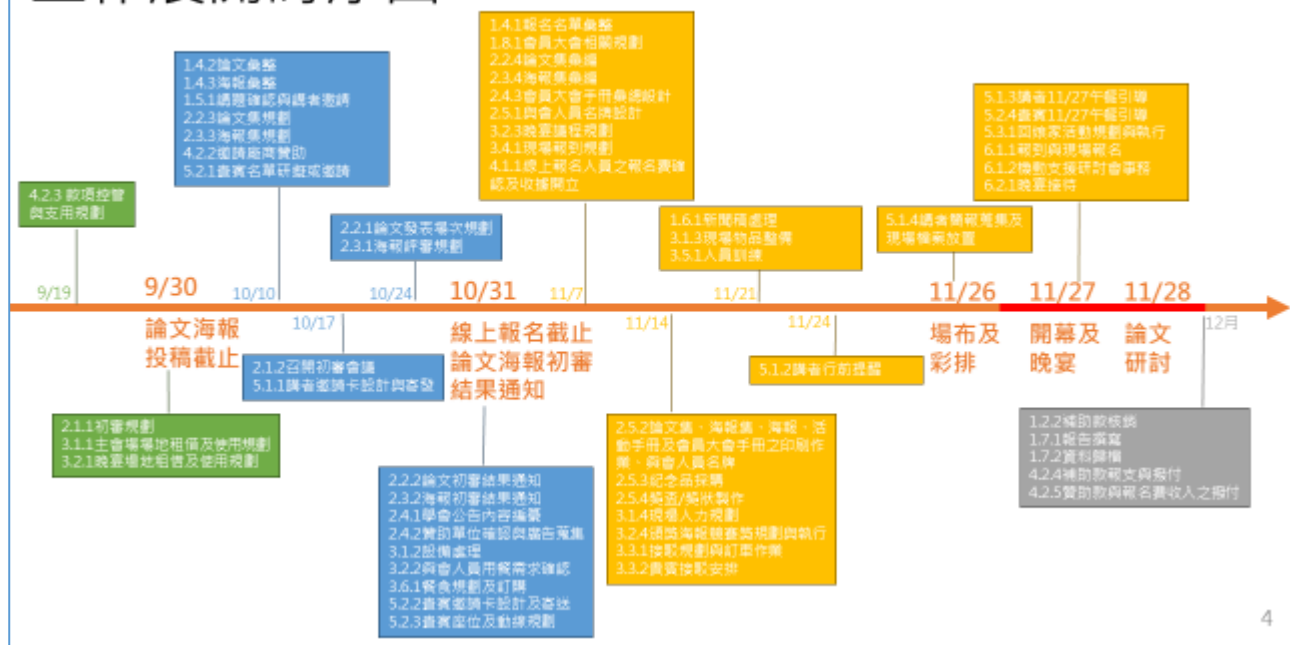 1.4.1報名名單彙整
1.8.1會員大會相關規劃
2.2.4論文集彙編
2.3.4海報集彙編
2.4.3會員大會手冊彙總設計
2.5.1與會人員名牌設計
3.2.3晚宴議程規劃
3.4.1現場報到規劃
4.1.1線上報名人員之報名費確
認及收據開立
1.4.2論文彙整
1.4.3海報彙整
1.5.1議題確認與講者邀請
2.2.3論文集規劃
2.3.3海報集規劃
4.2.2邀請廠商贊助
5.2.1貴賓名單研擬或邀請
5.1.3講者11/27午餐引導
5.2.4貴賓11/27午餐引導
5.3.1回娘家活動規劃與執行
6.1.1報到與現場報名
6.1.2機動支援研討會事務
6.2.1晚宴接待
4.2.3 款項控管
與支用規劃
2.2.1論文發表場次規劃
2.3.1海報評審規劃
1.6.1新聞稿處理
3.1.3現場物品整備
3.5.1人員訓練
5.1.4講者簡報蒐集及
現場檔案放置
9/19
9/30
10/10
10/24
10/31
11/7
11/21
11/26
11/27
11/28
論文海報
投稿截止
10/17
線上報名截止
論文海報初審
結果通知
11/14
11/24
場布及
彩排
開幕及
晚宴
論文
研討
12月
2.1.2召開初審會議
5.1.1講者邀請卡設計與寄發
5.1.2講者行前提醒
2.1.1初審規劃
3.1.1主會場場地租借及使用規劃
3.2.1晚宴場地租借及使用規劃
2.2.2論文初審結果通知
2.3.2海報初審結果通知
2.4.1學會公告內容編纂
2.4.2贊助單位確認與廣告蒐集
3.1.2設備處理
3.2.2與會人員用餐需求確認
3.6.1餐食規劃及訂購
5.2.2貴賓邀請卡設計及寄送
5.2.3貴賓座位及動線規劃
2.5.2論文集、海報集、海報、活
動手冊及會員大會手冊之印刷作
業、與會人員名牌
2.5.3紀念品採購
2.5.4獎盃/獎狀製作
3.1.4現場人力規劃
3.2.4頒獎海報競賽獎規劃與執行
3.3.1接駁規劃與訂車作業
3.3.2貴賓接駁安排
1.2.2補助款核銷
1.7.1報告撰寫
1.7.2資料歸檔
4.2.4補助款報支與撥付
4.2.5贊助款與報名費收入之撥付
4